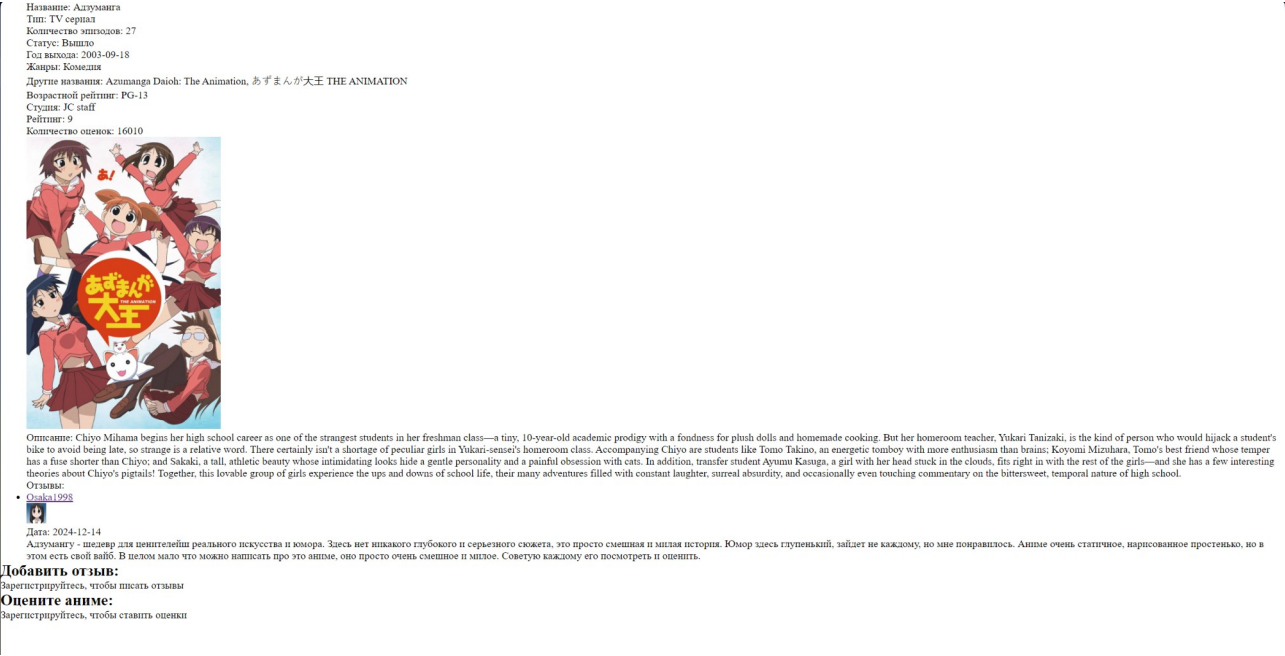 Название: Адзуманга
Тип: TV сериал
Количество эпизодов: 27
Статус: Вышло
Год выхода: 2003-09-18
Жанры: Комедия
Другие названия: Azumanga Daioh: The Animation, あずまんが大王 THE ANIMATION
Возрастной рейтинг: PG-13
Студия: JC staff
Рейтинг: 9
Количество оценок: 16010
あ!
あずまんが
大王
THE ANIMATION
Описание: Chiyo Mihama begins her high school career as one of the strangest students in her freshman class—a tiny, 10-year-old academic prodigy with a fondness for plush dolls and homemade cooking. But her homeroom teacher, Yukari Tanizaki, is the kind of person who would hijack a student's
bike to avoid being late, so strange is a relative word. There certainly isn't a shortage of peculiar girls in Yukari-sensei's homeroom class. Accompanying Chiyo are students like Tomo Takino, an energetic tomboy with more enthusiasm than brains; Koyomi Mizuhara, Tomo's best friend whose temper
has a fuse shorter than Chiyo; and Sakaki, a tall, athletic beauty whose intimidating looks hide a gentle personality and a painful obsession with cats. In addition, transfer student Ayumu Kasuga, a girl with her head stuck in the clouds, fits right in with the rest of the girls—and she has a few interesting
theories about Chiyo's pigtails! Together, this lovable group of girls experience the ups and downs of school life, their many adventures filled with constant laughter, surreal absurdity, and occasionally even touching commentary on the bittersweet, temporal nature of high school.
Отзывы:
Osaka1998
Дата: 2024-12-14
Адзумангу - шедевр для ценителейш реального искусства и юмора. Здесь нет никакого глубокого и серьезного сюжета, это просто смешная и милая история. Юмор здесь глупенький, зайдет не каждому, но мне понравилось. Аниме очень статичное, нарисованное простенько, но в
этом есть свой вайб. В целом мало что можно написать про это аниме, оно просто очень смешное и милое. Советую каждому его посмотреть и оценить.
Добавить отзыв:
Зарегистрируйтесь, чтобы писать отзывы
Оцените аниме:
Зарегистрируйтесь, чтобы ставить оценки